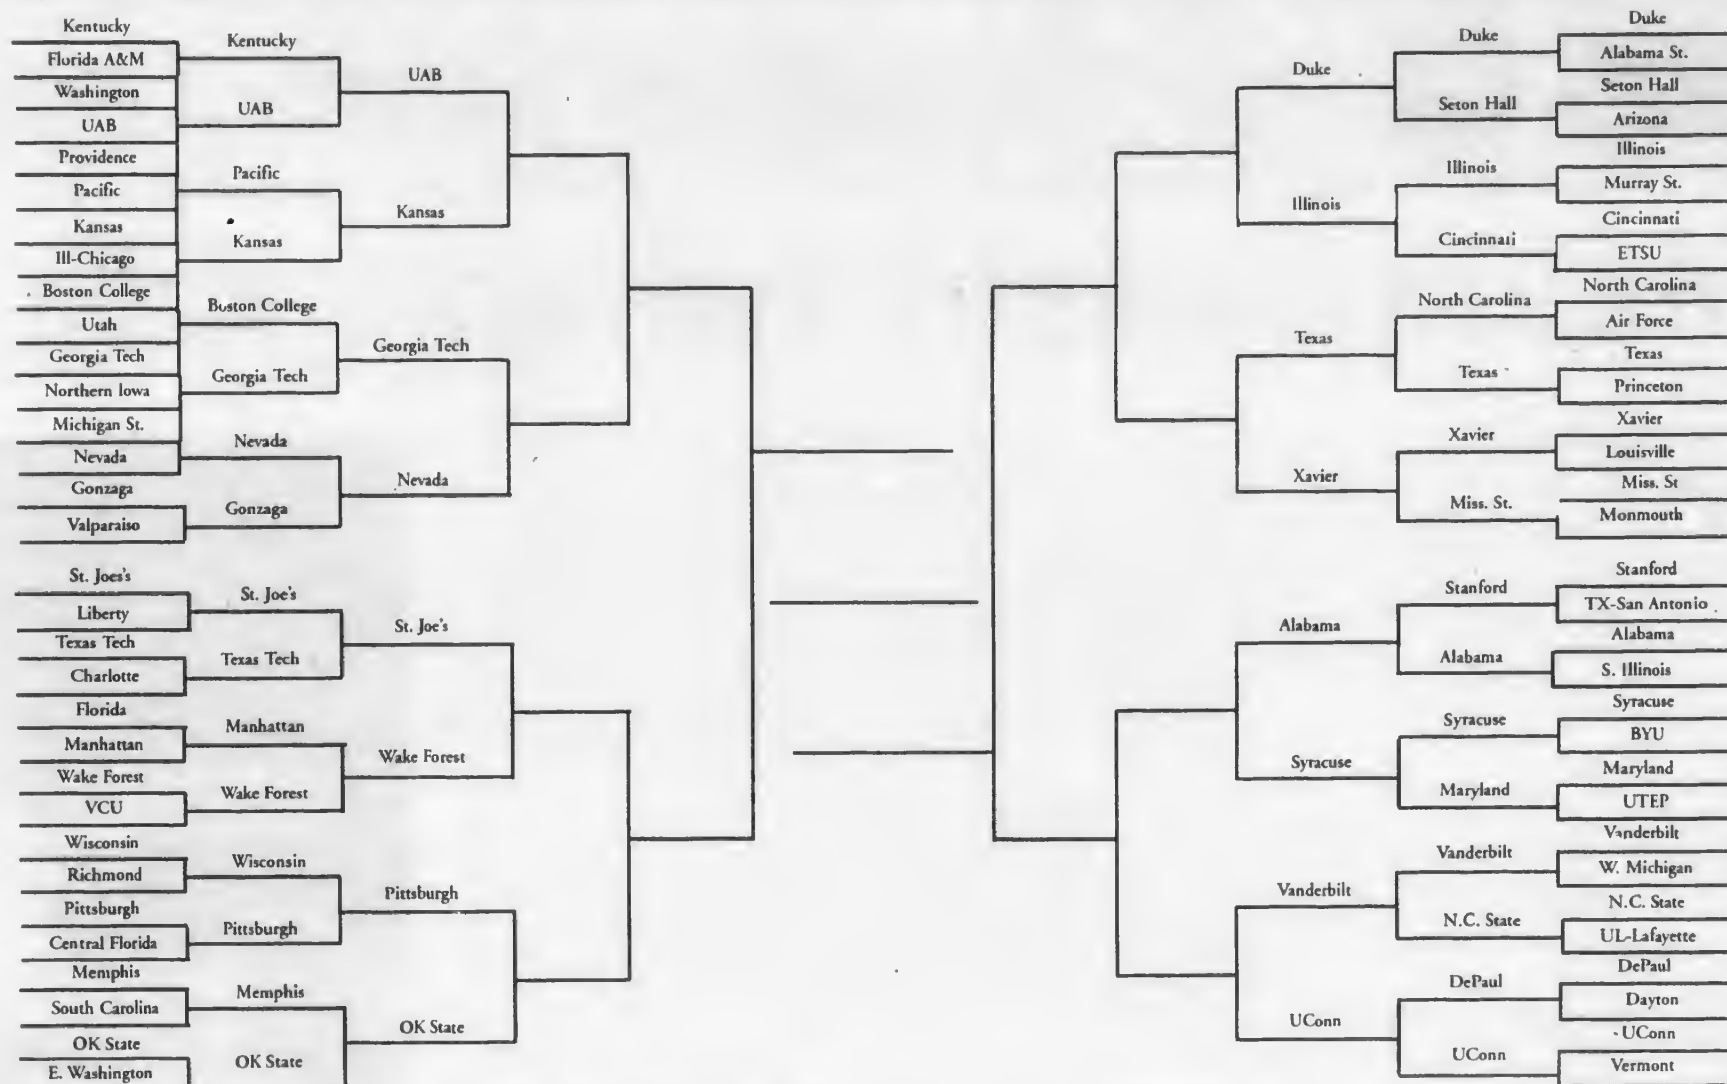 Kentucky
Florida A&M
Washington
UAB
Providence
Pacific
Kansas
Ill-Chicago
Boston College
Utah
Georgia Tech
Northern Iowa
Michigan St.
Nevada
Gonzaga
Valparaiso
St. Joes's
Liberty
Texas Tech
Charlotte
Florida
Manhattan
Wake Forest
VCU
Wisconsin
Richmond
Pittsburgh
Central Florida
Memphis
South Carolina
OK State
E. Washington
Kentucky
UAB
Pacific
Kansas
Boston College
Georgia Tech
Nevada
Gonzaga
St. Joe's
Texas Tech
Manhattan
Wake Forest
Wisconsin
Pittsburgh
Memphis
OK State
UAB
Kansas
Georgia Tech
Nevada
St. Joe's
Wake Forest
Pittsburgh
OK State
Duke
Illinois
Texas
Xavier
Alabama
Syracuse
Vanderbilt
UConn
Duke
Seton Hall
Illinois
Cincinnati
North Carolina
Texas
Xavier
Miss. St.
Stanford
Alabama
Syracuse
Maryland
Vanderbilt
N.C. State
DePaul
UConn
Duke
Alabama St.
Seton Hall
Arizona
Illinois
Murray St.
Cincinnati
ETSU
North Carolina
Air Force
Texas
Princeton
Xavier
Louisville
Miss. St
Monmouth
Stanford
TX-San Antonio
Alabama
S. Illinois
Syracuse
BYU
Maryland
UTEP
Vanderbilt
W. Michigan
N.C. State
UL-Lafayette
DePaul
Dayton
UConn
Vermont